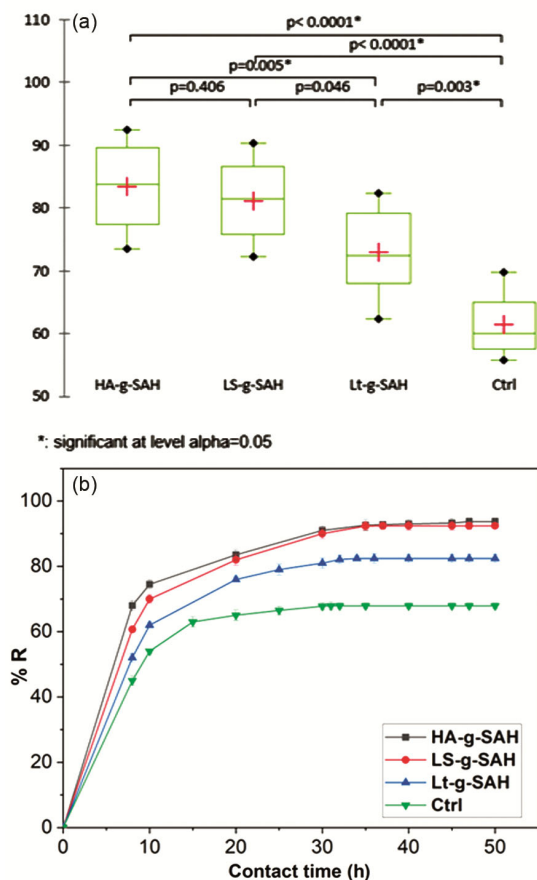 (a)
p< 0.0001*
p< 0.0001*
p=0.005*
p=0.406 p=0.046 p=0.003*
110
100
90
80
70
60
50
HA-g-SAH LS-g-SAH Lt-g-SAH Ctrl
*: significant at level alpha=0.05
(b)
% R
100
80
60
40
20
0
HA-g-SAH
LS-g-SAH
Lt-g-SAH
Ctrl
0 10 20 30 40 50
Contact time (h)